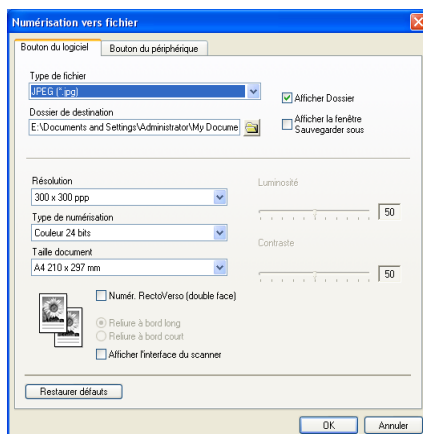 Numérisation vers fichier
Bouton du logiciel
Bouton du périphérique
Type de fichier
JPEG (*.jpg)
Afficher Dossier
Dossier de destination
E:\Documents and Settings\Administrator\My Docume
Afficher la fenêtre
Sauvegarder sous
Résolution
300 x 300 ppp
Type de numérisation
Couleur 24 bits
Taille document
A4 210 x 297 mm
Luminosité
50
Contraste
50
Numér. RectoVerso (double face)
Reliure à bord long
Reliure à bord court
Afficher l'interface du scanner
Restaurer défauts
OK
Annuler